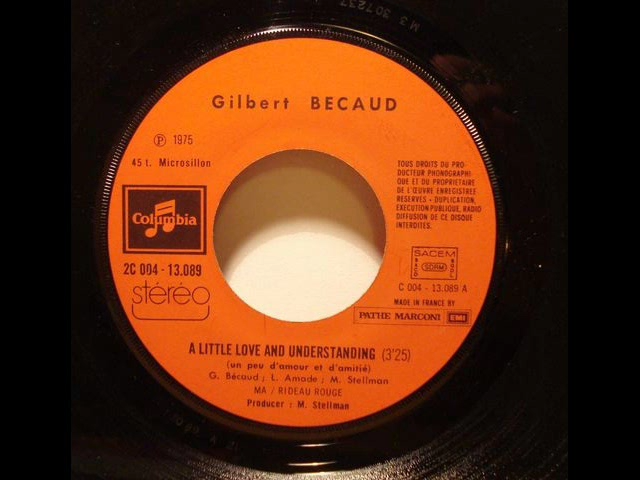 Gilbert BECAUD
℗ 1975
45 t. Microsillon
Columbia
2C 004 - 13.089
stéréo
TOUS DROITS DU PRO-
DUCTEUR PHONOGRAPHI-
QUE ET DU PROPRIETAIRE
DE L'ŒUVRE ENREGISTREE
RESERVES - DUPLICATION,
EXECUTION PUBLIQUE, RADIO
DIFFUSION DE CE DISQUE
INTERDITES.
SACEM
SDRM
C 004 - 13.089 A
MADE IN FRANCE BY
PATHE MARCONI EMI
A LITTLE LOVE AND UNDERSTANDING (3'25)
(un peu d'amour et d'amitié)
G. Bécaud ; L. Amade ; M. Stellman
MA / RIDEAU ROUGE
Producer : M. Stellman